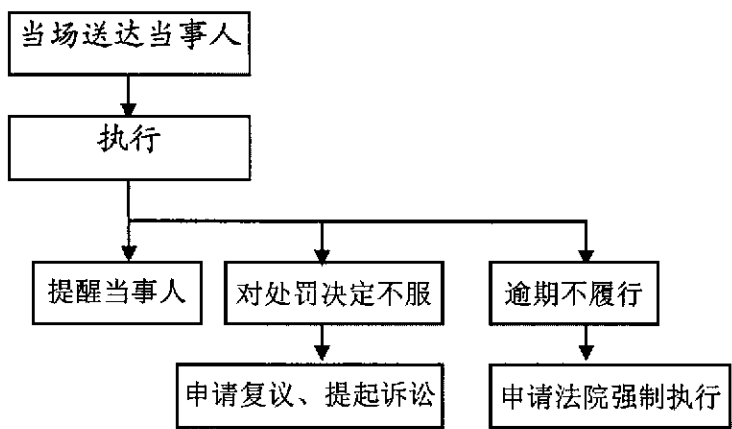 当场送达当事人
执行
提醒当事人
对处罚决定不服
逾期不履行
申请复议、提起诉讼
申请法院强制执行